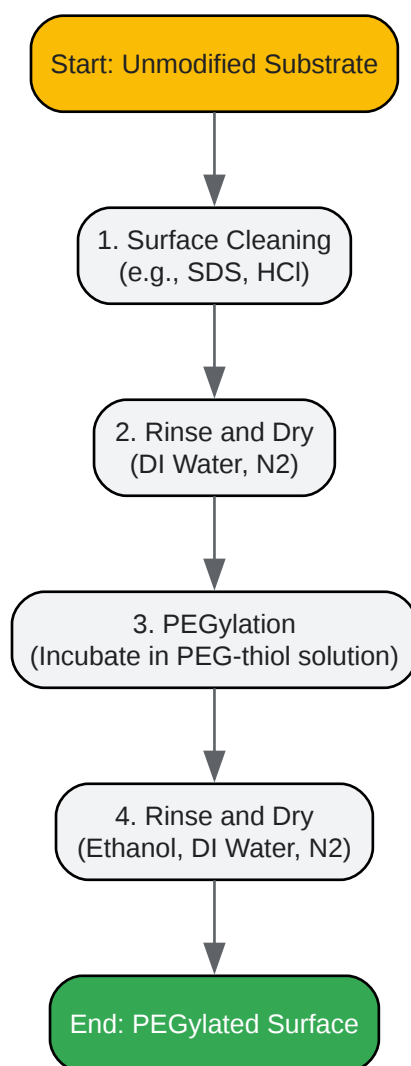 Start: Unmodified Substrate
1. Surface Cleaning
(e.g., SDS, HCl)
2. Rinse and Dry
(DI Water, N2)
3. PEGylation
(Incubate in PEG-thiol solution)
4. Rinse and Dry
(Ethanol, DI Water, N2)
End: PEGylated Surface